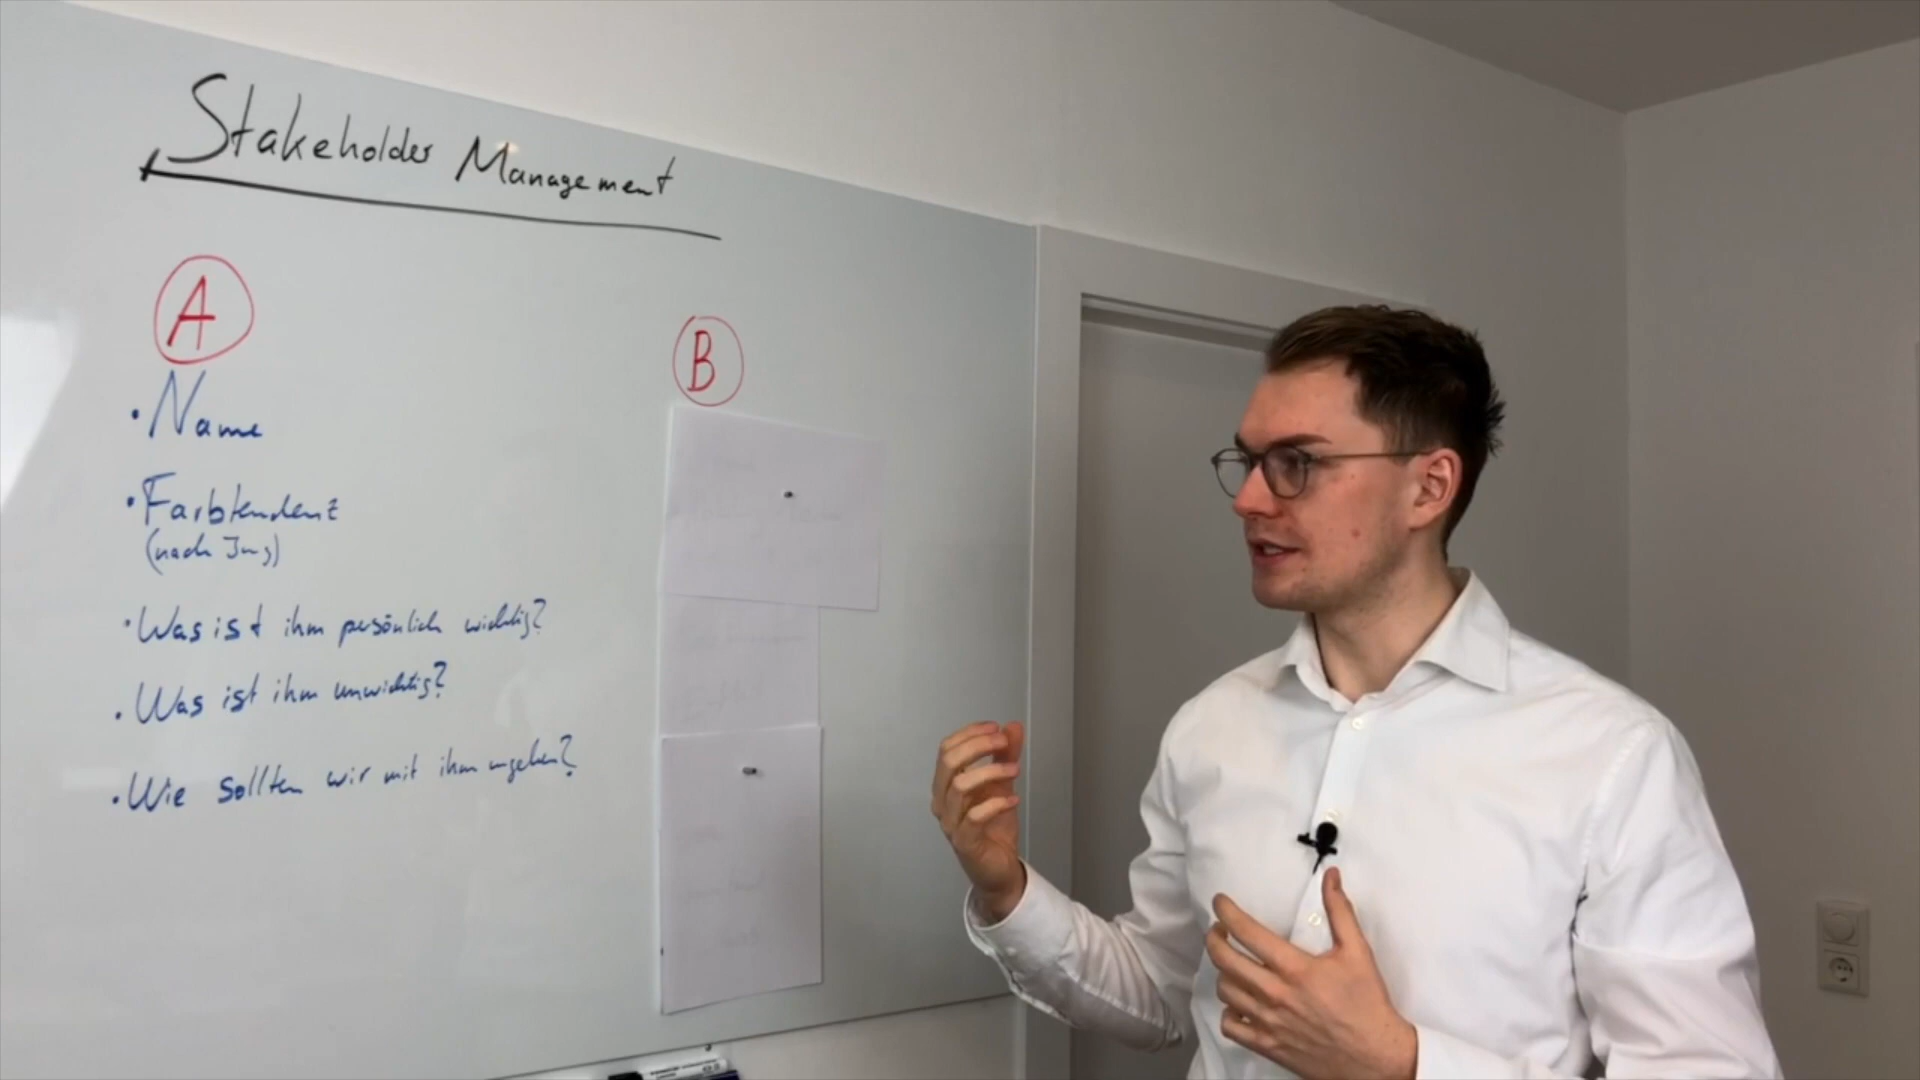 Stakeholder Management
A
• Name
• Farbtendenz
(nach Jung)
• Was ist ihm persönlich wichtig?
• Was ist ihm unwichtig?
• Wie sollten wir mit ihm umgehen?
B